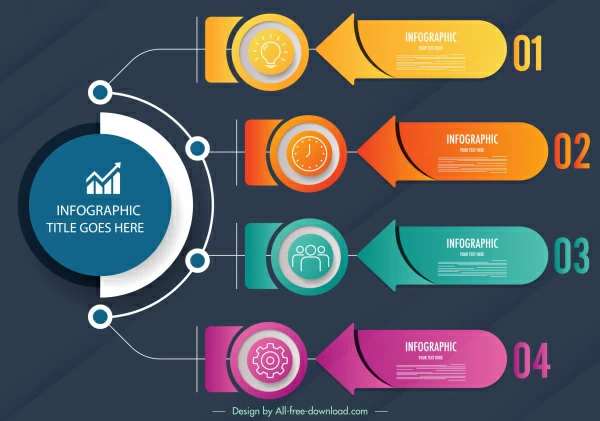 INFOGRAPHIC
YOUR TEXT HERE
01
INFOGRAPHIC
YOUR TEXT HERE
02
INFOGRAPHIC
TITLE GOES HERE
INFOGRAPHIC
YOUR TEXT HERE
03
INFOGRAPHIC
YOUR TEXT HERE
04
Design by All-free-download.com